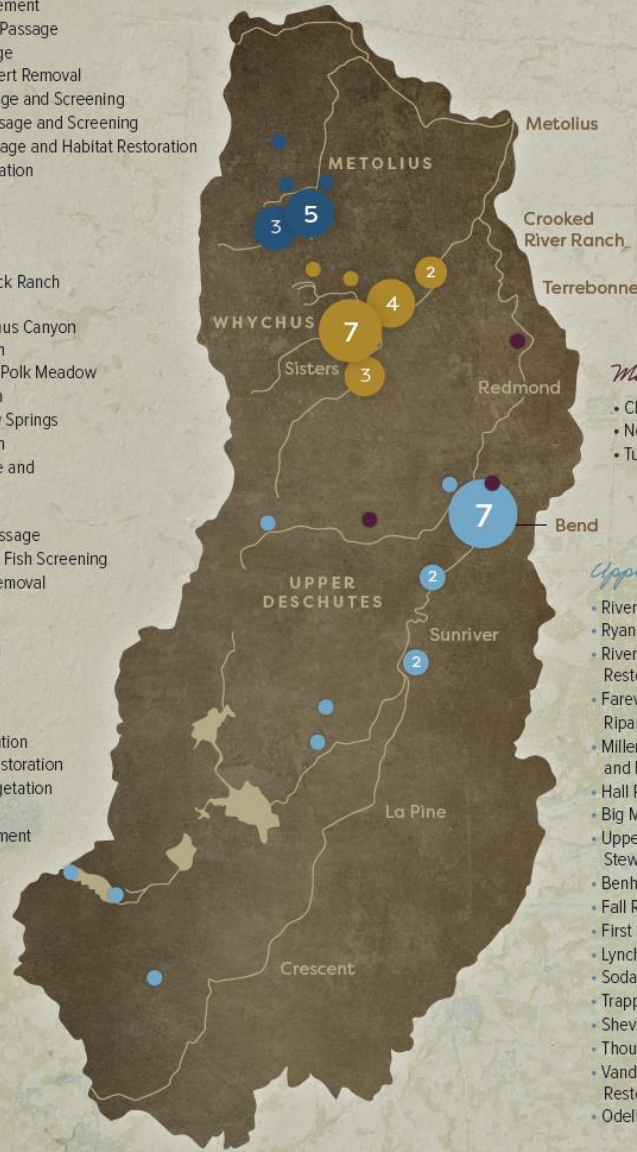 ement
Passage
ge
ert Removal
ge and Screening
sage and Screening
age and Habitat Restoration
ation
ck Ranch
us Canyon
n
Polk Meadow
n
y Springs
n
e and
ssage
Fish Screening
emoval
tion
storation
getation
ment
Metolius
METOLIUS
5
3
Crooked
River Ranch
2
Terrebonne
4
WHYCHUS
7
Sisters
3
Redmond
7
Bend
2
UPPER
DESCHUTES
Sunriver
2
La Pine
Crescent
M
• Cl
• N
• Tu
Uppe
• River
• Ryan
• River
Resto
• Farew
Ripa
• Miller
and
• Hall P
• Big M
• Uppe
Stew
• Benh
• Fall R
• First
• Lynch
• Soda
• Trapp
• Shev
• Thou
• Vand
Resto
• Odel